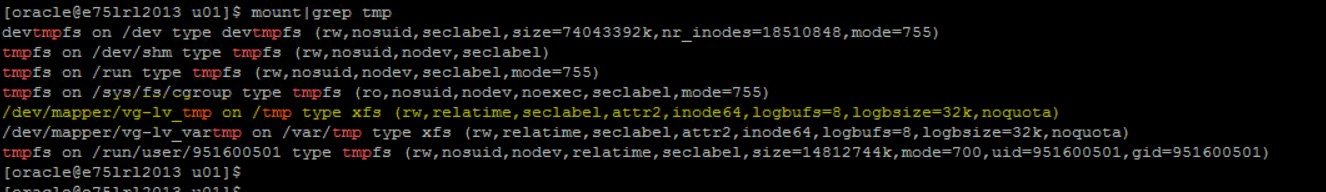 [oracle@e75lrl2013 u01]$ mount|grep tmp
devtmpfs on /dev type devtmpfs (rw,nosuid,seclabel,size=74043392k,nr_inodes=18510848,mode=755)
tmpfs on /dev/shm type tmpfs (rw,nosuid,nodev,seclabel)
tmpfs on /run type tmpfs (rw,nosuid,nodev,seclabel,mode=755)
tmpfs on /sys/fs/cgroup type tmpfs (ro,nosuid,nodev,noexec,seclabel,mode=755)
/dev/mapper/vg-lv_tmp on /tmp type xfs (rw,relatime,seclabel,attr2,inode64,logbufs=8,logbsize=32k,noquota)
/dev/mapper/vg-lv_vartmp on /var/tmp type xfs (rw,relatime,seclabel,attr2,inode64,logbufs=8,logbsize=32k,noquota)
tmpfs on /run/user/951600501 type tmpfs (rw,nosuid,nodev,relatime,seclabel,size=14812744k,mode=700,uid=951600501,gid=951600501)
[oracle@e75lrl2013 u01]$
[oracle@e75lrl2013 u01]$